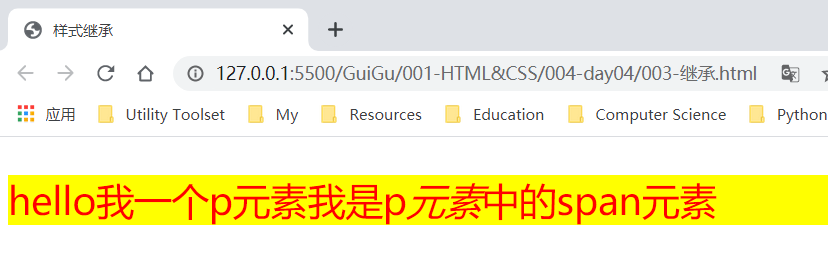 样式继承
127.0.0.1:5500/GuiGu/001-HTML&CSS/004-day04/003-继承.html
应用 Utility Toolset My Resources Education Computer Science Python
hello我一个p元素我是p元素中的span元素